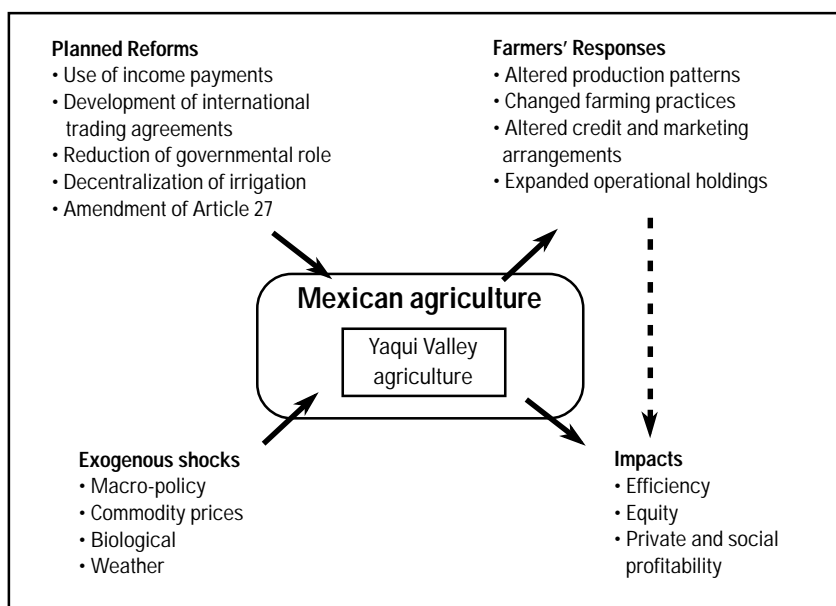 Planned Reforms
• Use of income payments
• Development of international
trading agreements
• Reduction of governmental role
• Decentralization of irrigation
• Amendment of Article 27
Farmers' Responses
• Altered production patterns
• Changed farming practices
• Altered credit and marketing
arrangements
• Expanded operational holdings
Mexican agriculture
Yaqui Valley
agriculture
Exogenous shocks
• Macro-policy
• Commodity prices
• Biological
• Weather
Impacts
• Efficiency
• Equity
• Private and social
profitability